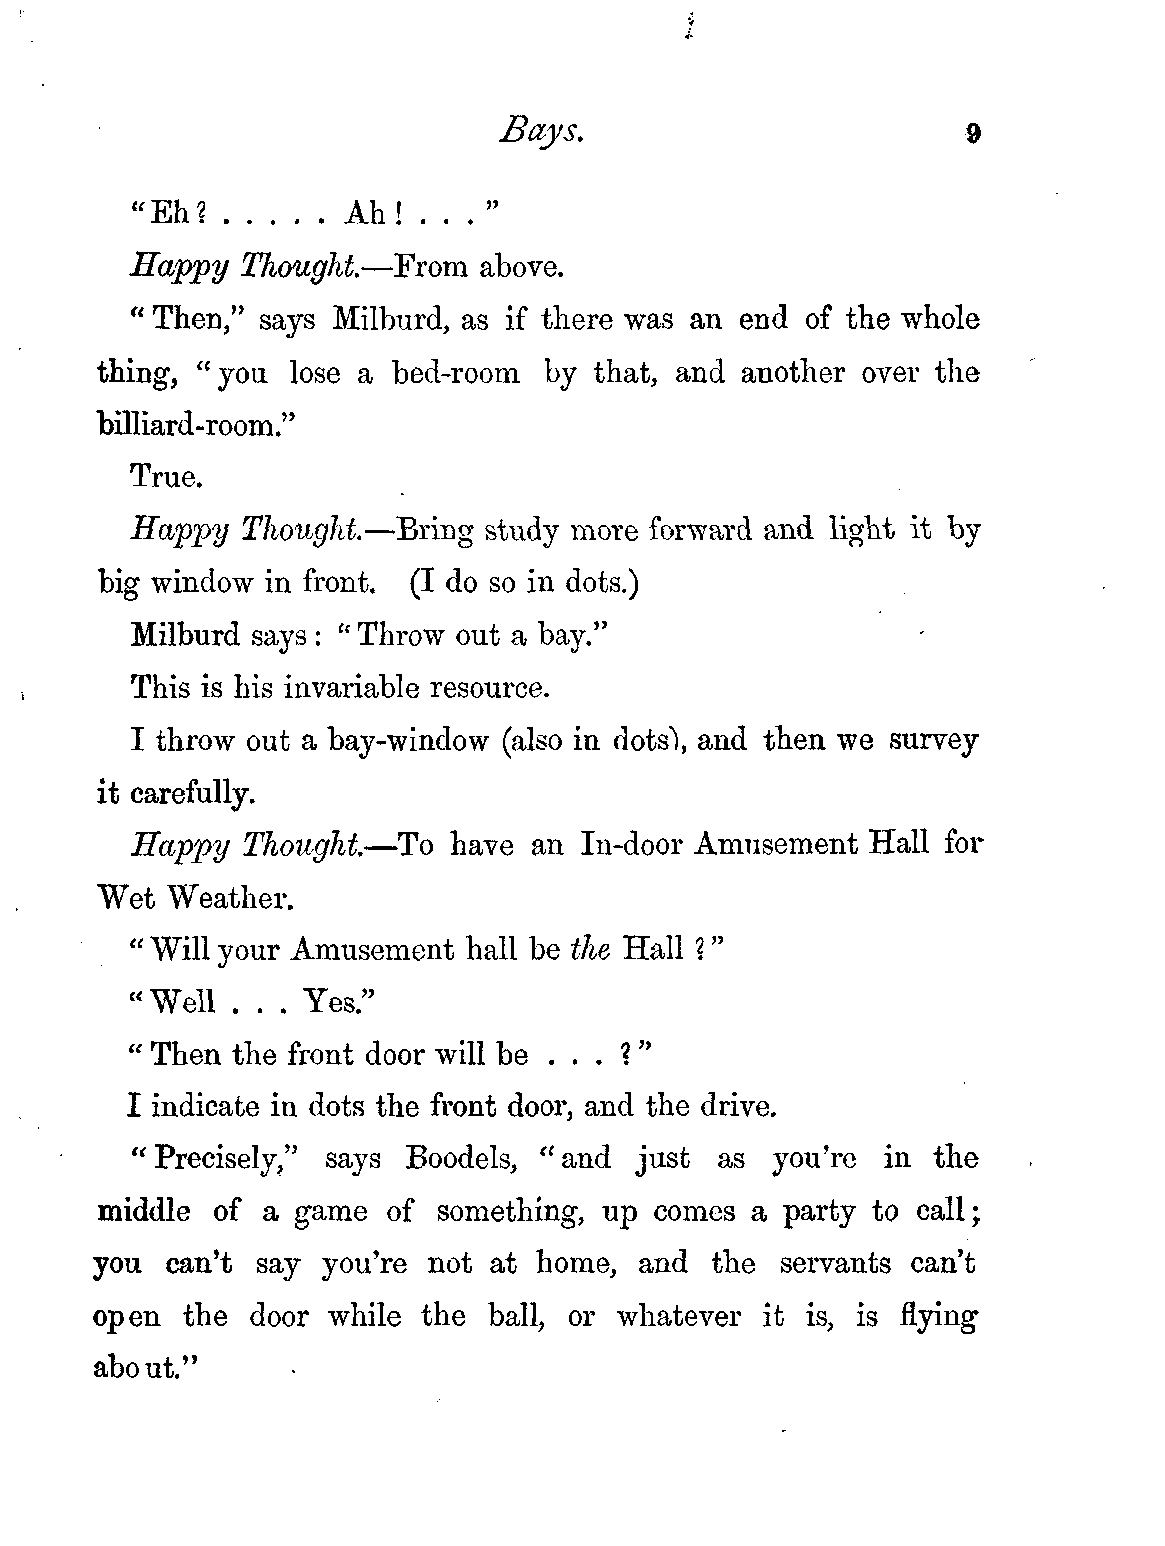 Bays. 9
“Eh? . . . . . Ah! . . .”
Happy Thought.—From above.
“Then,” says Milburd, as if there was an end of the whole
thing, “you lose a bed-room by that, and another over the
billiard-room.”
True.
Happy Thought.—Bring study more forward and light it by
big window in front. (I do so in dots.)
Milburd says: “Throw out a bay.”
This is his invariable resource.
I throw out a bay-window (also in dots), and then we survey
it carefully.
Happy Thought.—To have an In-door Amusement Hall for
Wet Weather.
“Will your Amusement hall be the Hall?”
“Well . . . Yes.”
“Then the front door will be . . . ?”
I indicate in dots the front door, and the drive.
“Precisely,” says Boodels, “and just as you’re in the
middle of a game of something, up comes a party to call;
you can’t say you’re not at home, and the servants can’t
open the door while the ball, or whatever it is, is flying
about.”